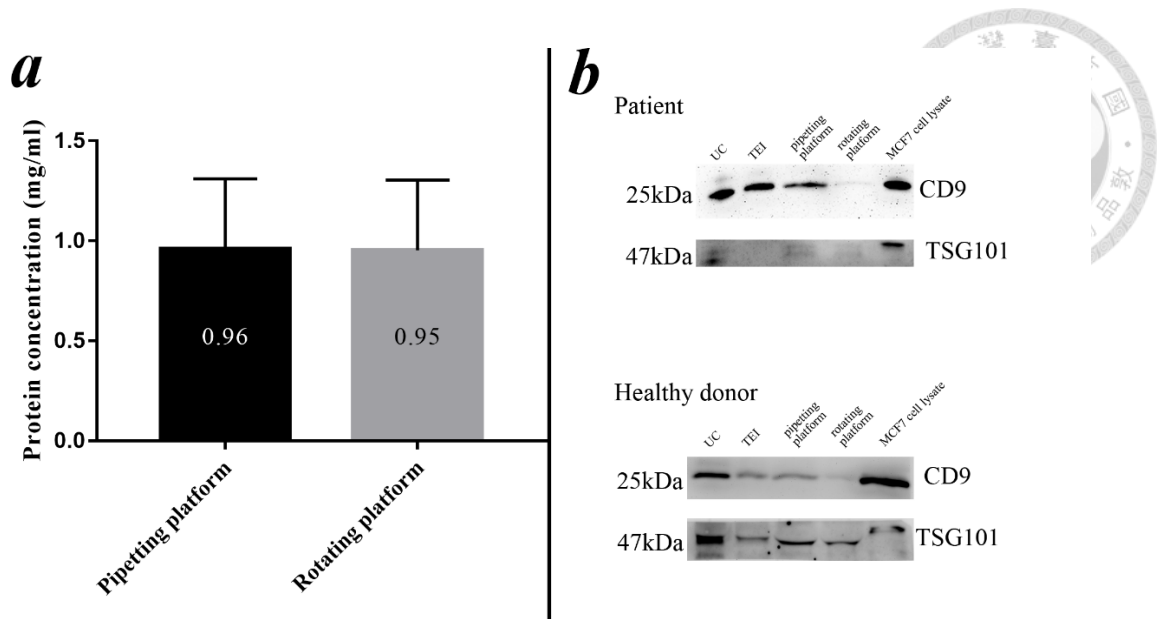 a
Protein concentration (mg/ml)
1.5
1.0
0.5
0.0
0.96
0.95
Pipetting platform
Rotating platform
b
Patient
UC
TEI
pipetting
platform
rotating
platform
MCF7 cell lysate
25kDa
CD9
47kDa
TSG101
Healthy donor
UC
TEI
pipetting
platform
rotating
platform
MCF7 cell lysate
25kDa
CD9
47kDa
TSG101